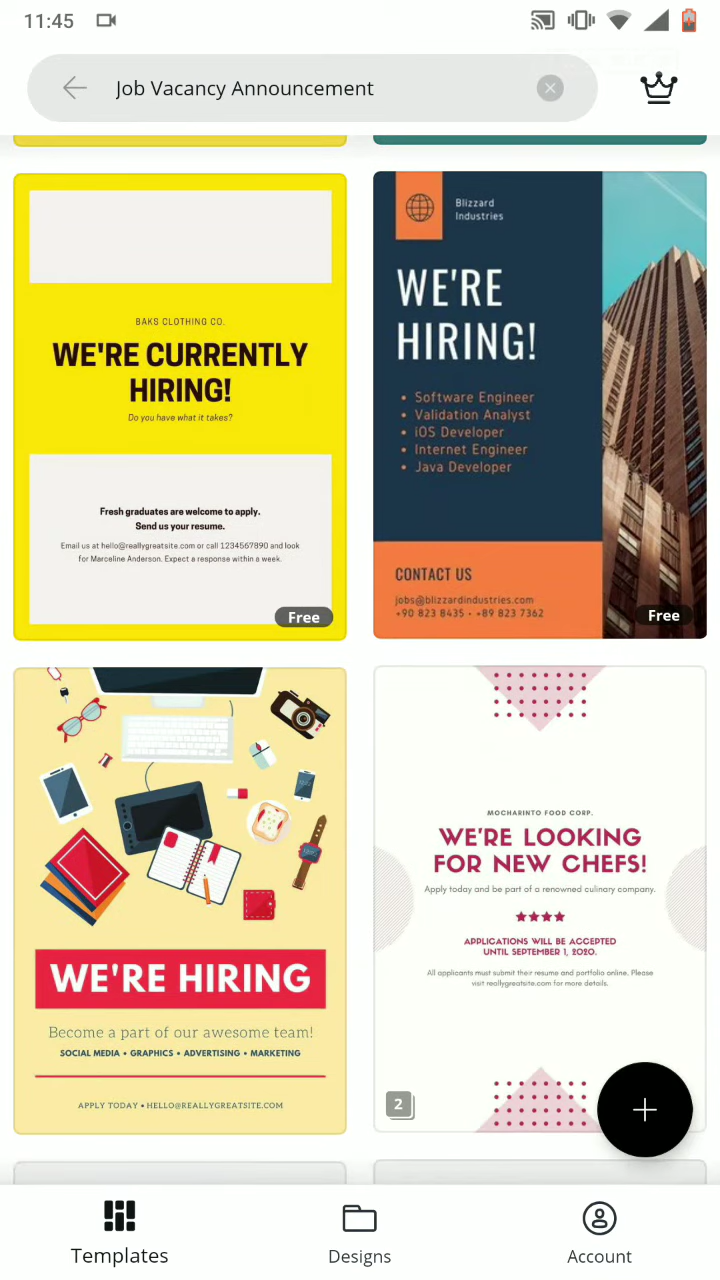 11:45
Job Vacancy Announcement
BAKS CLOTHING CO.
WE'RE CURRENTLY
HIRING!
Do you have what it takes?
Fresh graduates are welcome to apply.
Send us your resume.
Email us at hello@reallygreatsite.com or call 1234567890 and look
for Marceline Anderson. Expect a response within a week.
Free
Blizzard
Industries
WE'RE
HIRING!
• Software Engineer
• Validation Analyst
• iOS Developer
• Internet Engineer
• Java Developer
CONTACT US
jobs@blizzardindustries.com
+90 823 8435 • +89 823 7362
Free
WE'RE HIRING
Become a part of our awesome team!
SOCIAL MEDIA • GRAPHICS • ADVERTISING • MARKETING
APPLY TODAY • HELLO@REALLYGREATSITE.COM
MOCHARINTO FOOD CORP.
WE'RE LOOKING
FOR NEW CHEFS!
Apply today and be part of a renowned culinary company.
APPLICATIONS WILL BE ACCEPTED
UNTIL SEPTEMBER 1, 2020.
All applicants must submit their resume and portfolio online. Please
visit reallygreatsite.com for more details.
2
Templates
Designs
Account